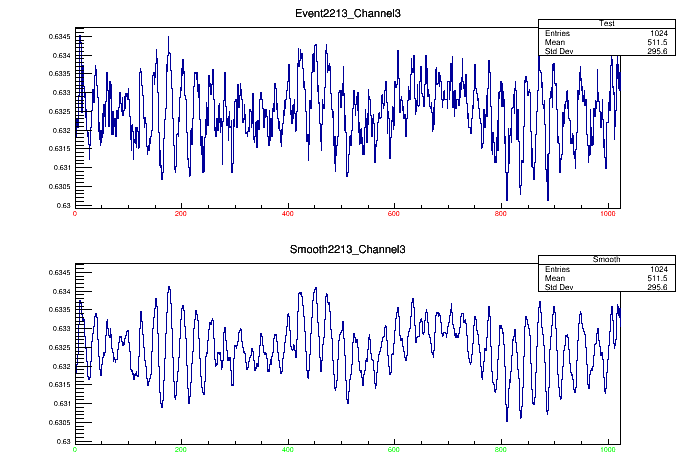 Event2213_Channel3
Test
Entries 1024
Mean 511.5
Std Dev 295.6
0.6345
0.634
0.6335
0.633
0.6325
0.632
0.6315
0.631
0.6305
0.63
0 200 400 600 800 1000
Smooth2213_Channel3
Smooth
Entries 1024
Mean 511.5
Std Dev 295.6
0.6345
0.634
0.6335
0.633
0.6325
0.632
0.6315
0.631
0.6305
0.63
0 200 400 600 800 1000